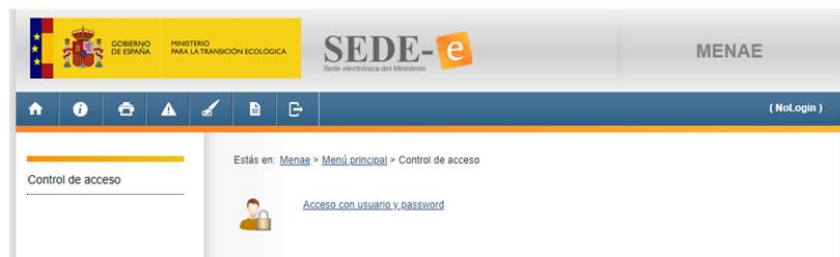 GOBIERNO
DE ESPAÑA
MINISTERIO
PARA LA TRANSICIÓN ECOLÓGICA
SEDE-e
Sede electrónica del Ministerio
MENAE
( NoLogin )
Control de acceso
Estás en: Menae > Menú principal > Control de acceso
Acceso con usuario y password